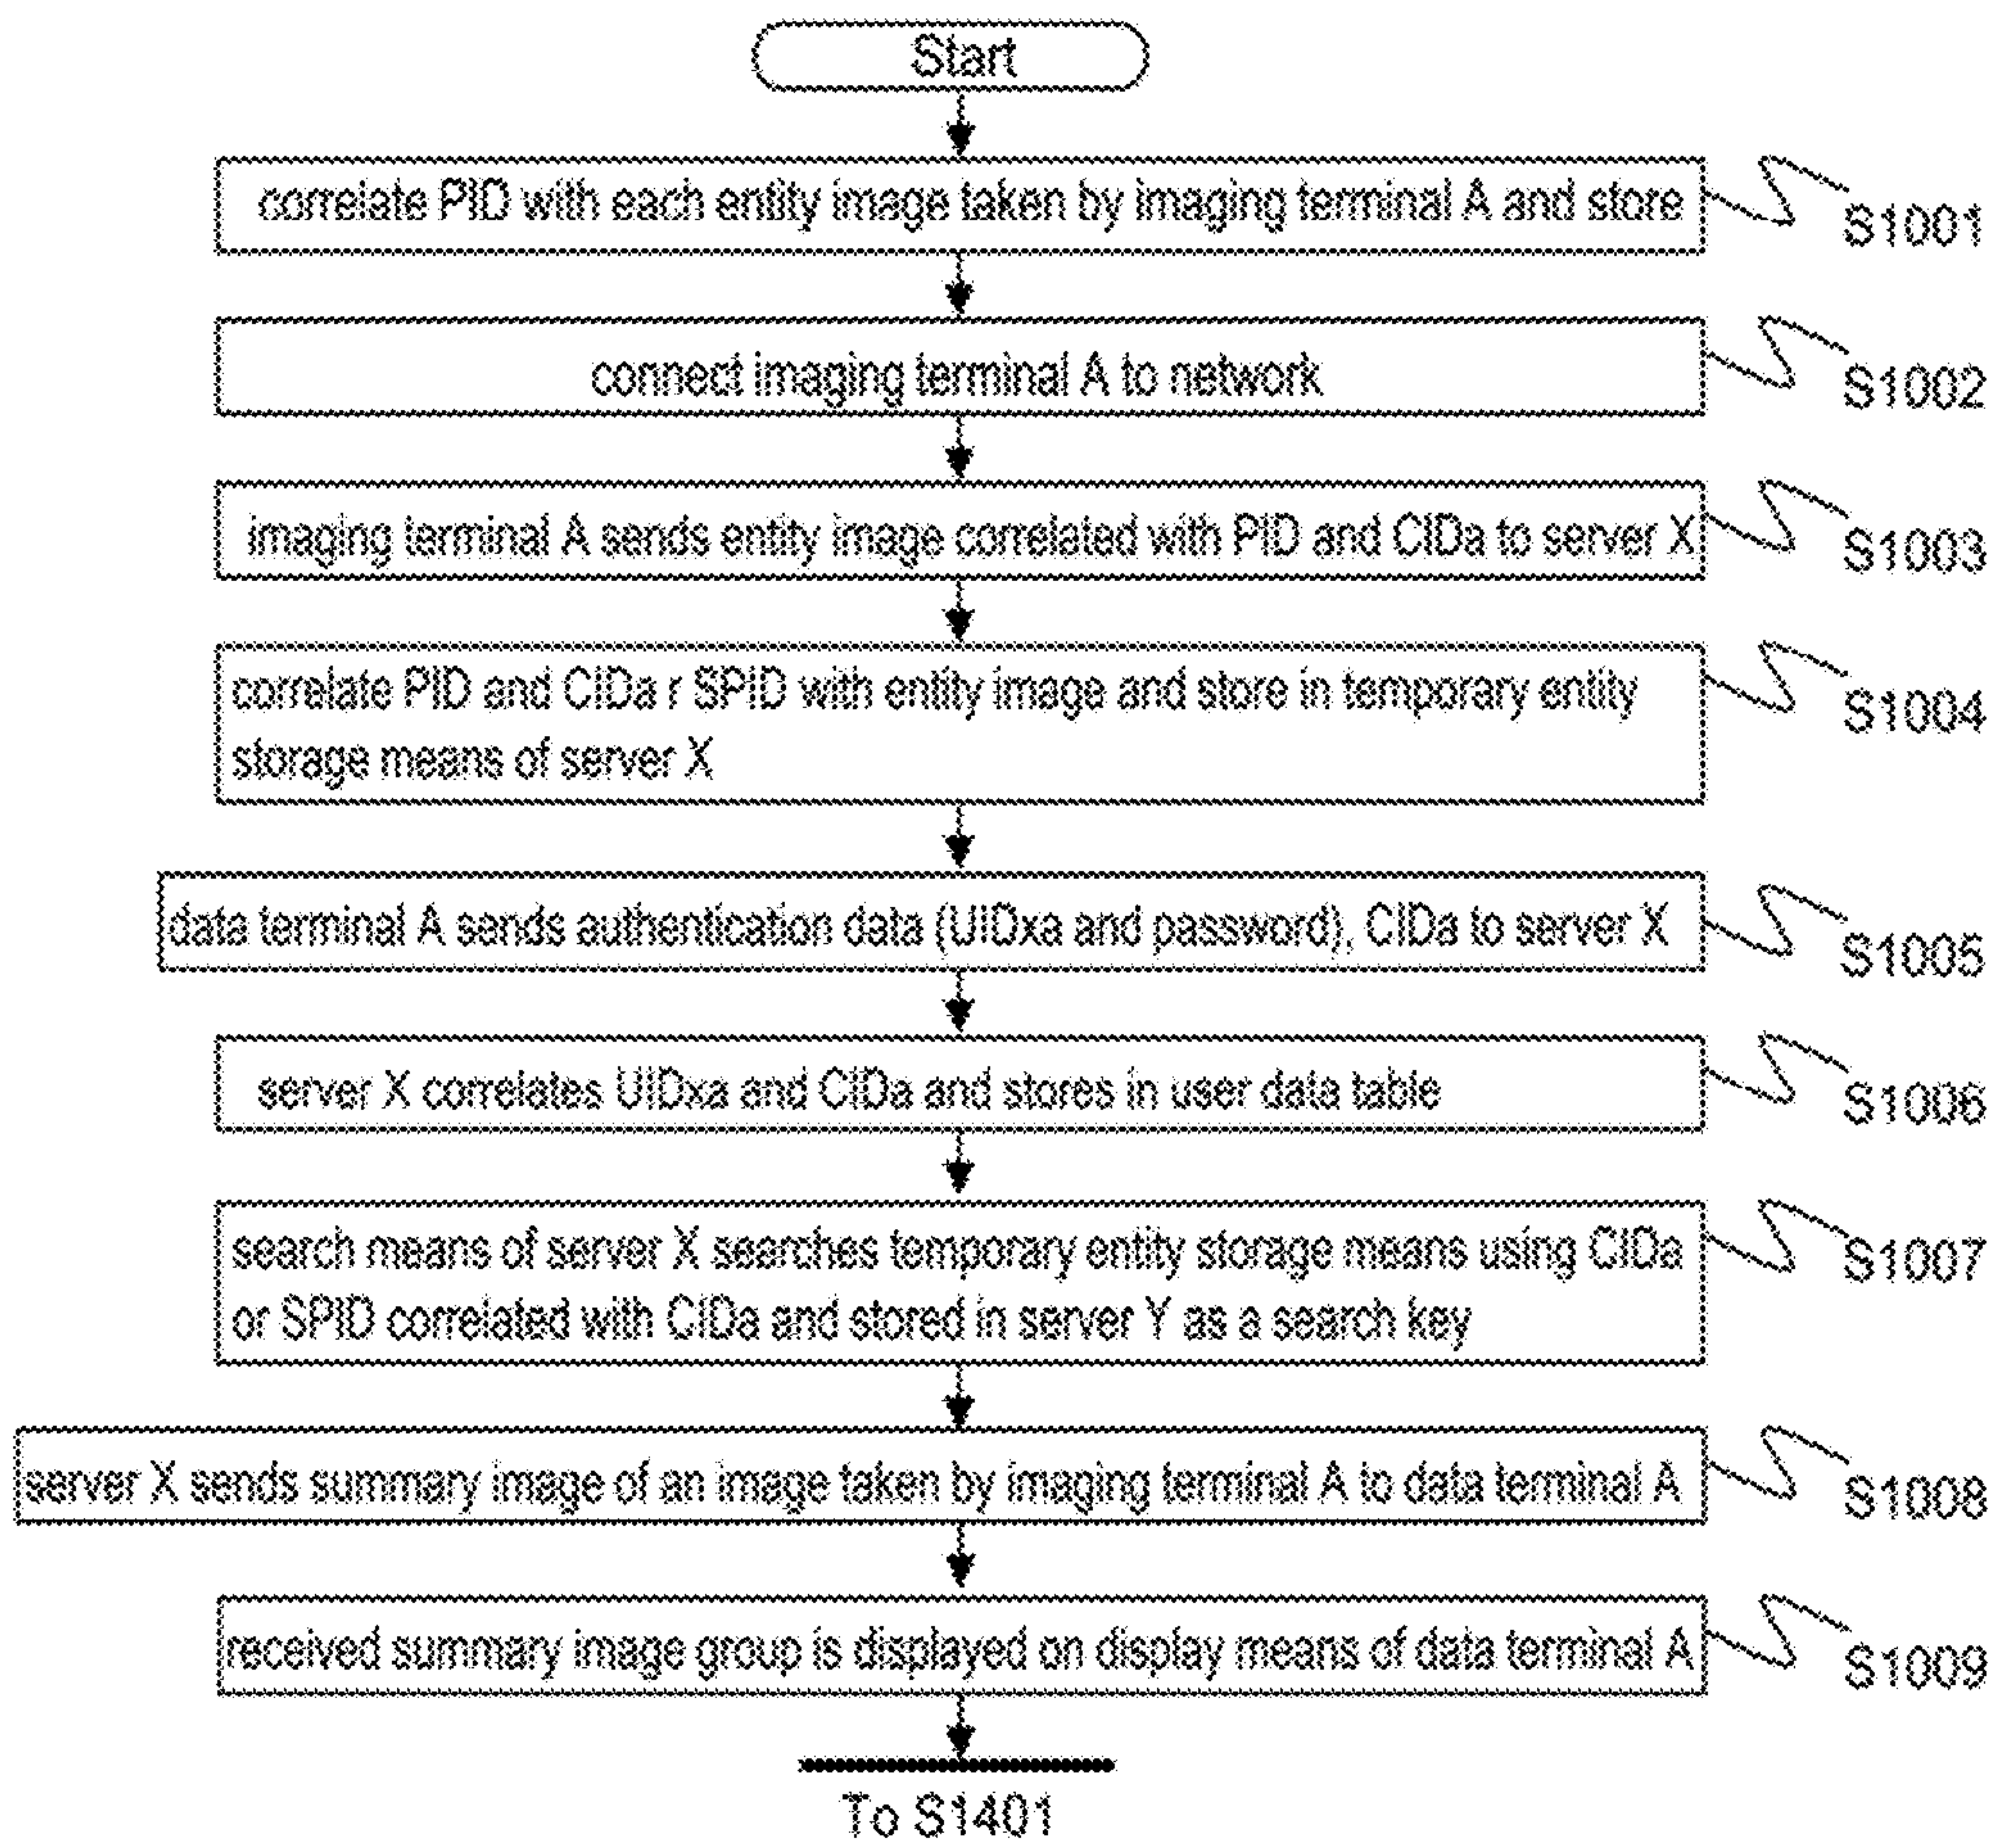 Start
correlate PID with each entity image taken by imaging terminal A and store
S1001
connect imaging terminal A to network
S1002
imaging terminal A sends entity image correlated with PID and CIDa to server X
S1003
correlate PID and CIDa r SPID with entity image and store in temporary entity
storage means of server X
S1004
data terminal A sends authentication data (UIDxa and password), CIDa to server X
S1005
server X correlates UIDxa and CIDa and stores in user data table
S1006
search means of server X searches temporary entity storage means using CIDa
or SPID correlated with CIDa and stored in server Y as a search key
S1007
server X sends summary image of an image taken by imaging terminal A to data terminal A
S1008
received summary image group is displayed on display means of data terminal A
S1009
To S1401